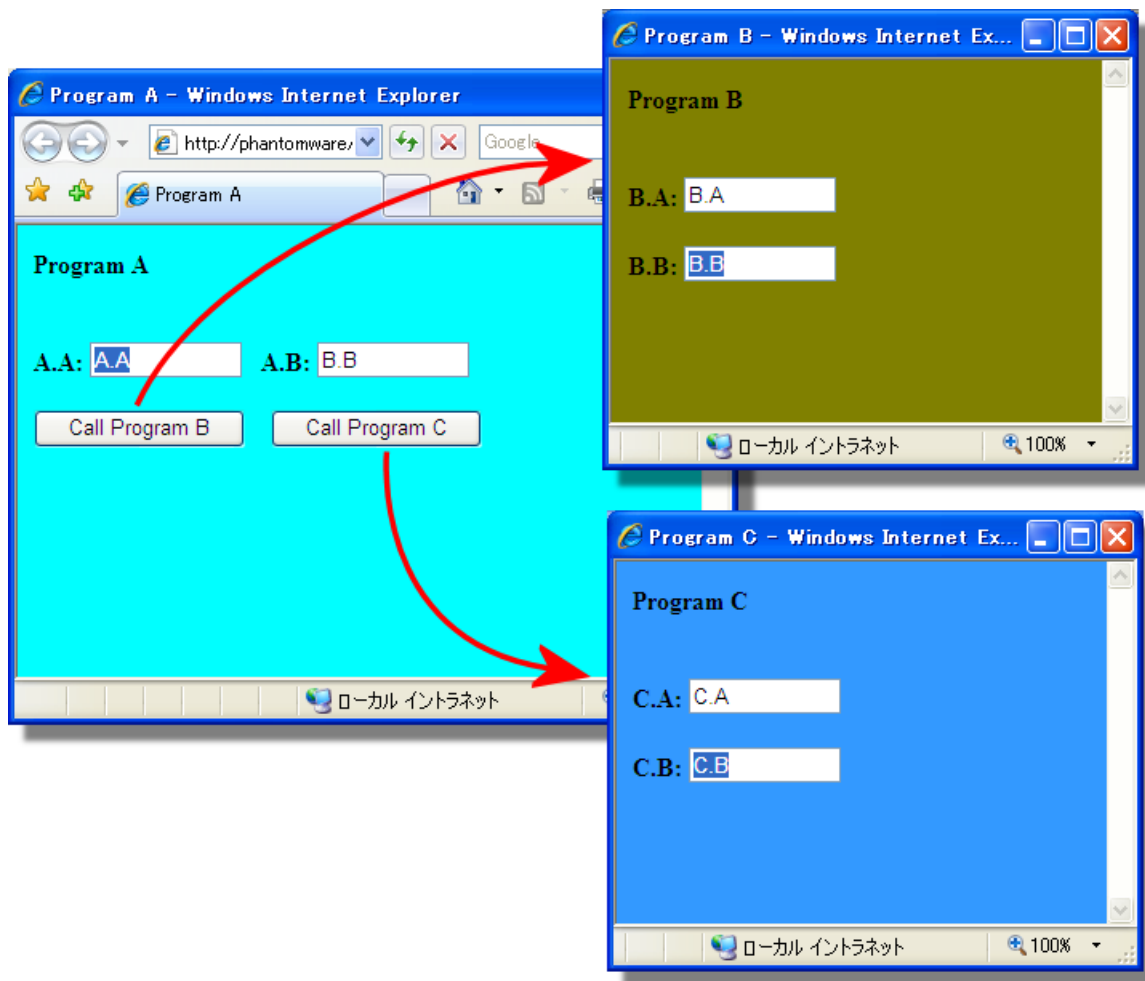 Program A - Windows Internet Explorer
http://phantomware/
Google
Program A
Program A
A.A: A.A A.B: B.B
Call Program B Call Program C
ローカル イントラネット
Program B - Windows Internet Ex...
Program B
B.A: B.A
B.B: B.B
ローカル イントラネット 100%
Program C - Windows Internet Ex...
Program C
C.A: C.A
C.B: C.B
ローカル イントラネット 100%